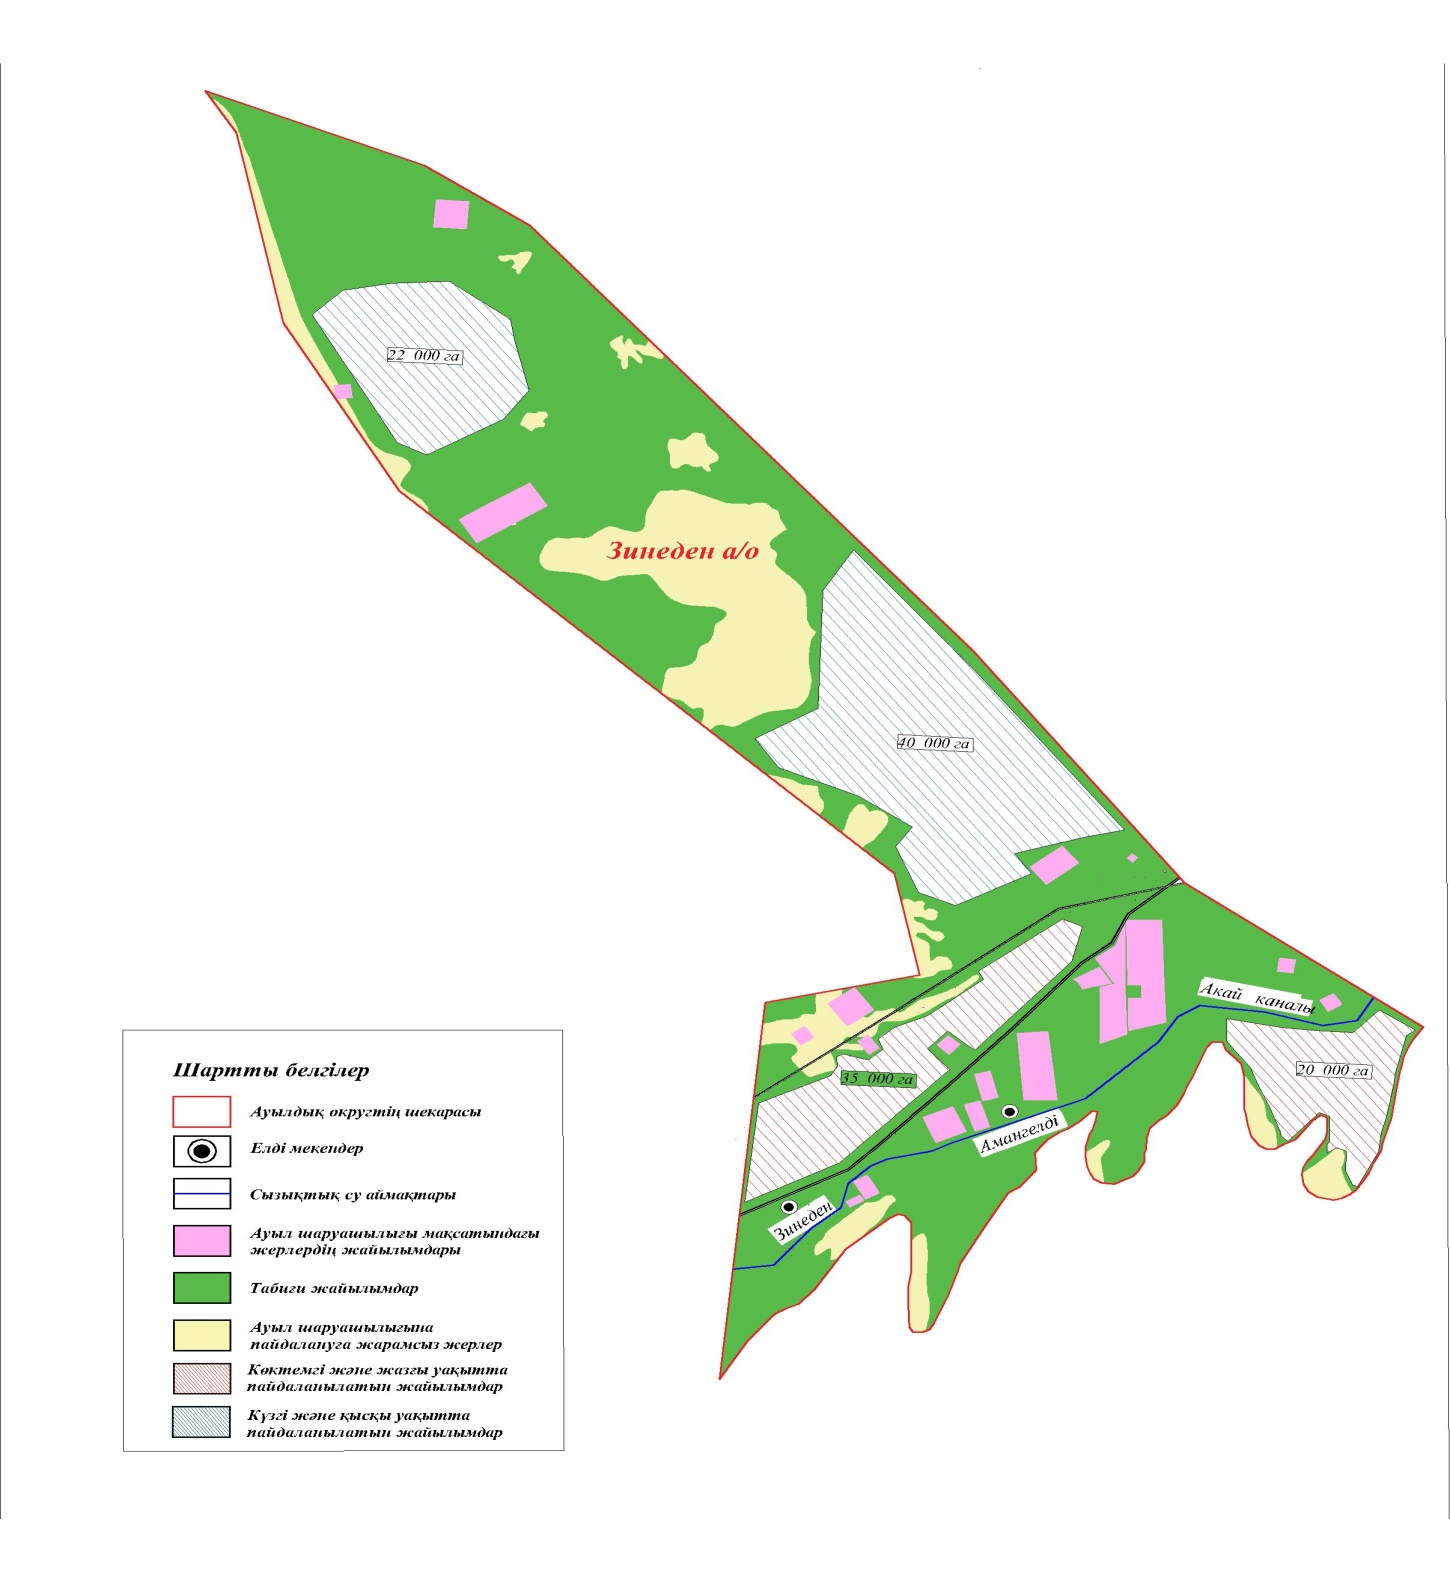 22 000 га
Зинеден а/о
40 000 га
Акай каналы
20 000 га
35 000 га
Амангелді
Зинеден
Шартты белгілер
Ауылдық округтің шекарасы
Елді мекендер
Сызықтық су аймақтары
Ауыл шаруашылығы мақсатындағы
жерлердің жайылымдары
Табиғи жайылымдар
Ауыл шаруашылығына
пайдалануға жарамсыз жерлер
Көктемгі және жазғы уақытта
пайдаланылатын жайылымдар
Күзгі және қысқы уақытта
пайдаланылатын жайылымдар